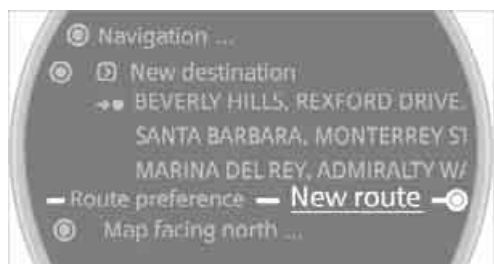 Navigation ...
New destination
BEVERLY HILLS, REXFORD DRIVE.
SANTA BARBARA, MONTERREY ST
MARINA DEL REY, ADMIRALTY WA
Route preference New route
Map facing north ...